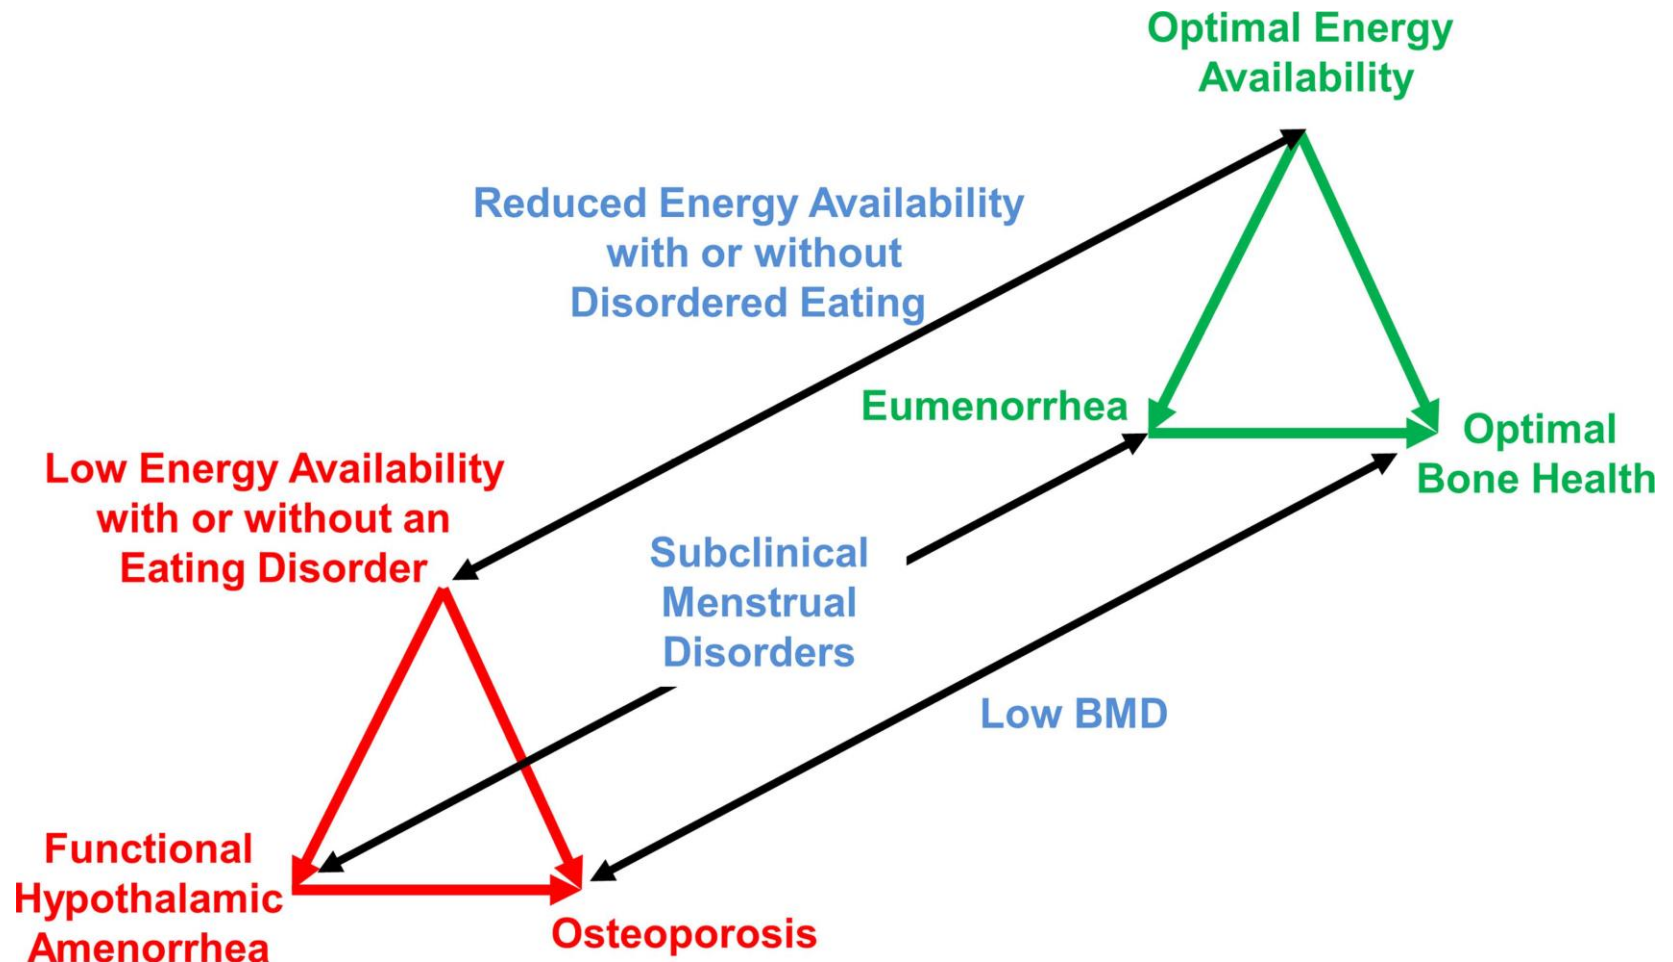 Optimal Energy
Availability
Reduced Energy Availability
with or without
Disordered Eating
Eumenorrhea
Optimal
Bone Health
Low Energy Availability
with or without an
Eating Disorder
Subclinical
Menstrual
Disorders
Low BMD
Functional
Hypothalamic
Amenorrhea
Osteoporosis